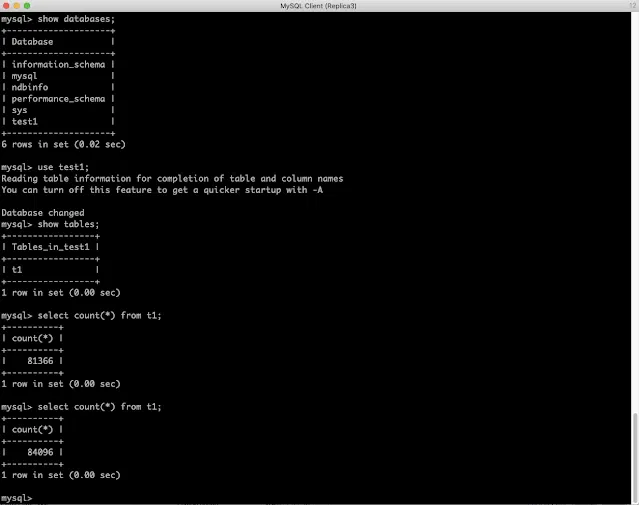 MySQL Client (Replica3)
mysql> show databases;
+--------------------+
| Database           |
+--------------------+
| information_schema |
| mysql              |
| ndbinfo            |
| performance_schema |
| sys                |
| test1              |
+--------------------+
6 rows in set (0.02 sec)
mysql> use test1;
Reading table information for completion of table and column names
You can turn off this feature to get a quicker startup with -A
Database changed
mysql> show tables;
+-----------------+
| Tables_in_test1 |
+-----------------+
| t1              |
+-----------------+
1 row in set (0.00 sec)
mysql> select count(*) from t1;
+----------+
| count(*) |
+----------+
|    81366 |
+----------+
1 row in set (0.00 sec)
mysql> select count(*) from t1;
+----------+
| count(*) |
+----------+
|    84096 |
+----------+
1 row in set (0.00 sec)
mysql>